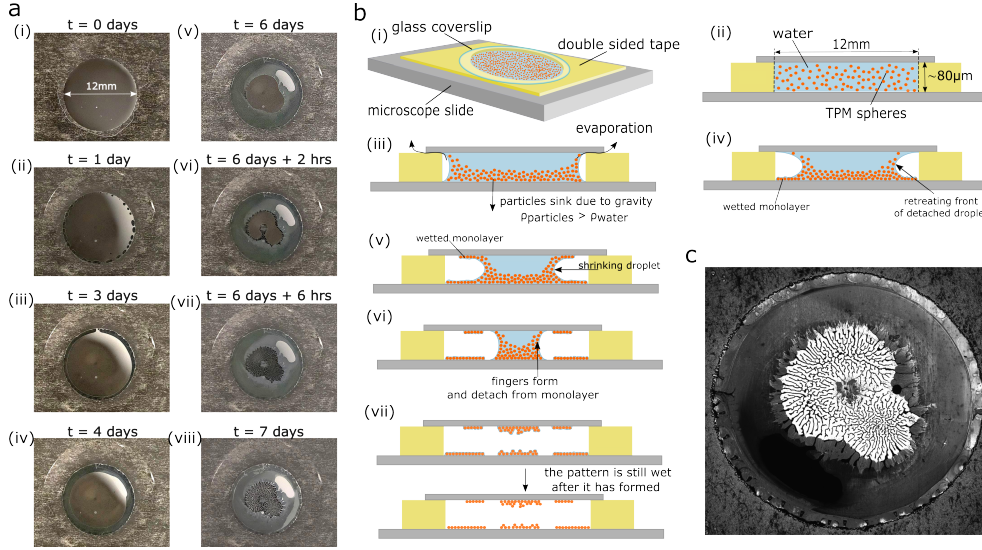 a
t = 0 days
(i)
12mm
t = 1 day
(ii)
t = 3 days
(iii)
t = 4 days
(iv)
t = 6 days
(v)
t = 6 days + 2 hrs
(vi)
t = 6 days + 6 hrs
(vii)
t = 7 days
(viii)
b
(i)
glass coverslip
double sided tape
microscope slide
(ii)
water
12mm
~80μm
TPM spheres
(iii)
evaporation
particles sink due to gravity
ρparticles > ρwater
(iv)
wetted monolayer
retreating front
of detached droplet
(v)
wetted monolayer
shrinking droplet
(vi)
fingers form
and detach from monolayer
(vii)
the pattern is still wet
after it has formed
c